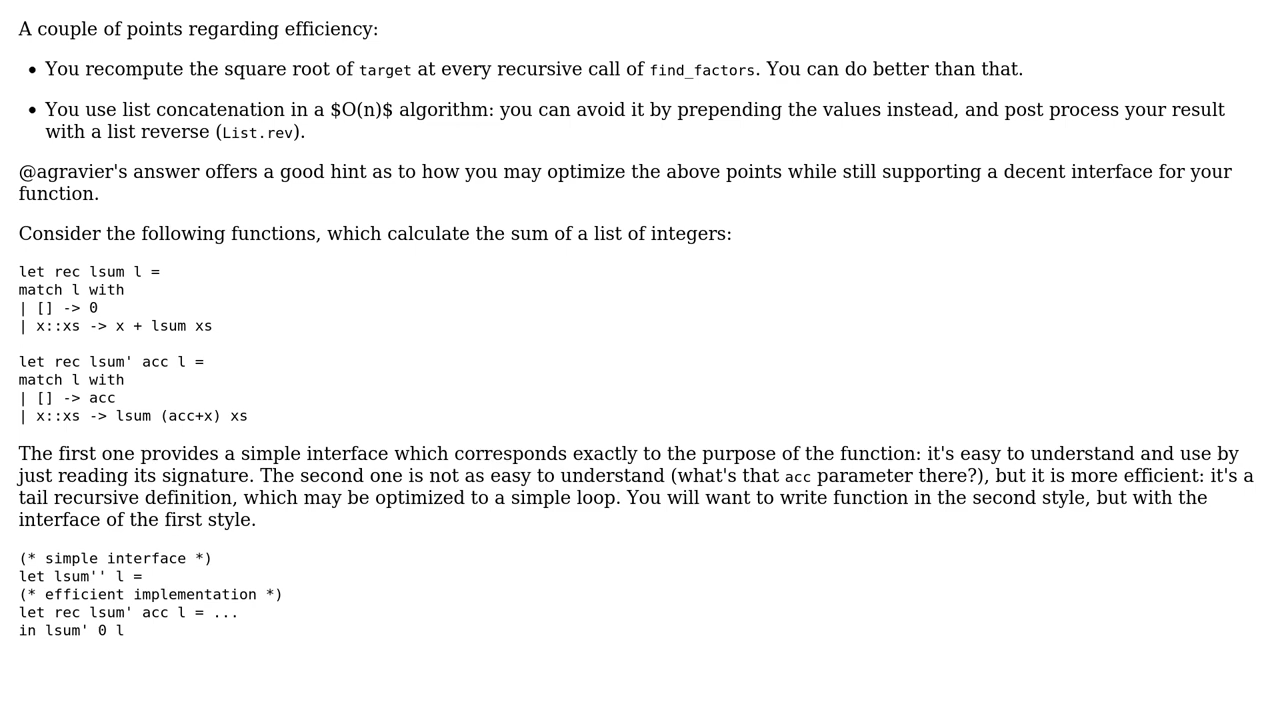 A couple of points regarding efficiency:
• You recompute the square root of target at every recursive call of find_factors. You can do better than that.
• You use list concatenation in a $O(n)$ algorithm: you can avoid it by prepending the values instead, and post process your result
with a list reverse (List.rev).
@agravier's answer offers a good hint as to how you may optimize the above points while still supporting a decent interface for your
function.
Consider the following functions, which calculate the sum of a list of integers:
let rec lsum l =
match l with
| [] -> 0
| x::xs -> x + lsum xs
let rec lsum' acc l =
match l with
| [] -> acc
| x::xs -> lsum (acc+x) xs
The first one provides a simple interface which corresponds exactly to the purpose of the function: it's easy to understand and use by
just reading its signature. The second one is not as easy to understand (what's that acc parameter there?), but it is more efficient: it's a
tail recursive definition, which may be optimized to a simple loop. You will want to write function in the second style, but with the
interface of the first style.
(* simple interface *)
let lsum'' l =
(* efficient implementation *)
let rec lsum' acc l = ...
in lsum' 0 l